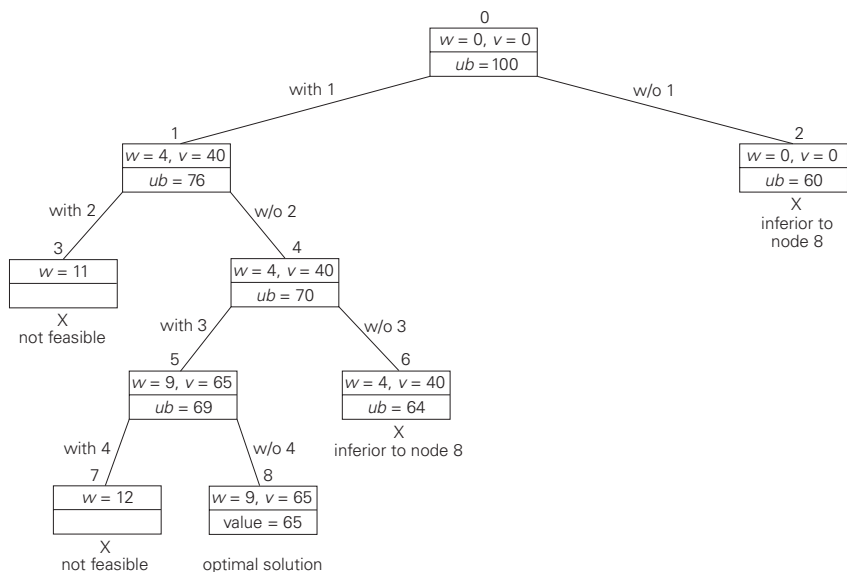 0
w = 0, v = 0
ub = 100
with 1
w/o 1
1
w = 4, v = 40
ub = 76
2
w = 0, v = 0
ub = 60
X
inferior to
node 8
with 2
w/o 2
3
w = 11
X
not feasible
4
w = 4, v = 40
ub = 70
with 3
w/o 3
5
w = 9, v = 65
ub = 69
6
w = 4, v = 40
ub = 64
X
inferior to node 8
with 4
w/o 4
7
w = 12
X
not feasible
8
w = 9, v = 65
value = 65
optimal solution